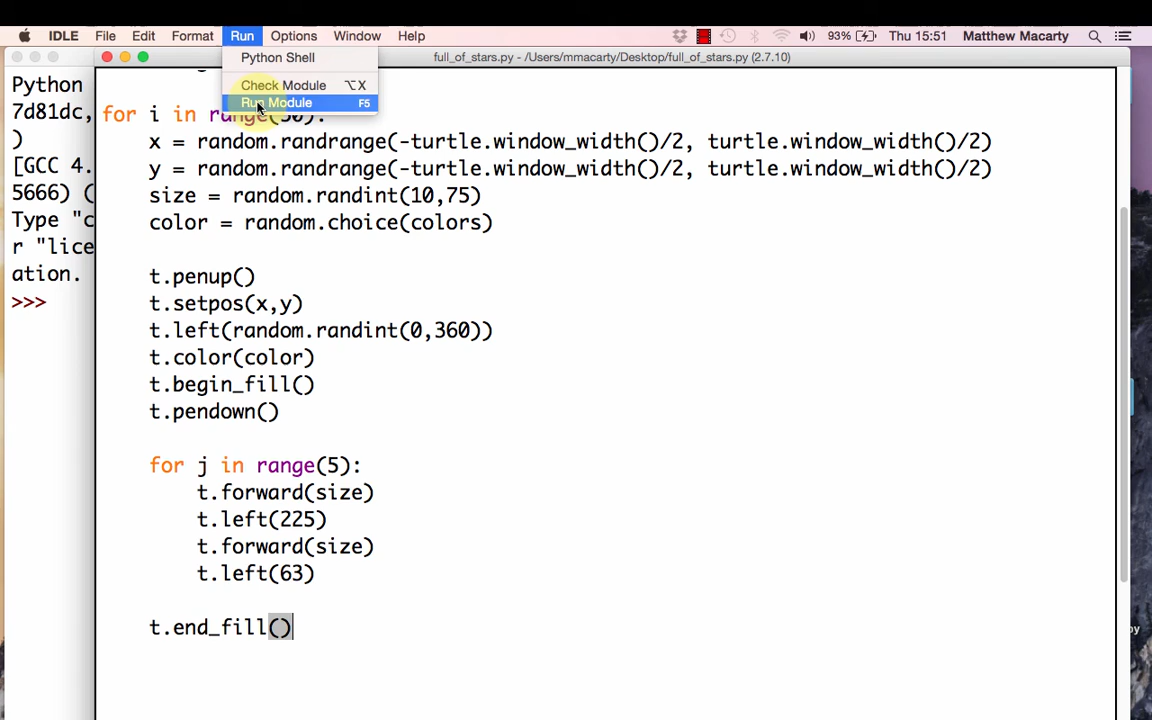 IDLE File Edit Format Run Options Window Help 93% Thu 15:51 Matthew Macarty
Python Shell
Check Module ⌥X
Run Module F5
full_of_stars.py - /Users/mmacarty/Desktop/full_of_stars.py (2.7.10)
Python
7d81dc,
)
[GCC 4.
5666) (
Type "c
r "lice
ation.
>>>
for i in range(50):
x = random.randrange(-turtle.window_width()/2, turtle.window_width()/2)
y = random.randrange(-turtle.window_width()/2, turtle.window_width()/2)
size = random.randint(10,75)
color = random.choice(colors)
t.penup()
t.setpos(x,y)
t.left(random.randint(0,360))
t.color(color)
t.begin_fill()
t.pendown()
for j in range(5):
t.forward(size)
t.left(225)
t.forward(size)
t.left(63)
t.end_fill()
py